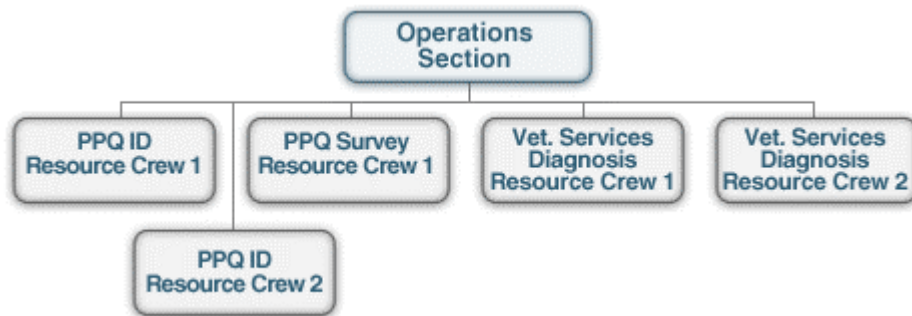 Operations
Section
PPQ ID
Resource Crew 1
PPQ Survey
Resource Crew 1
Vet. Services
Diagnosis
Resource Crew 1
Vet. Services
Diagnosis
Resource Crew 2
PPQ ID
Resource Crew 2